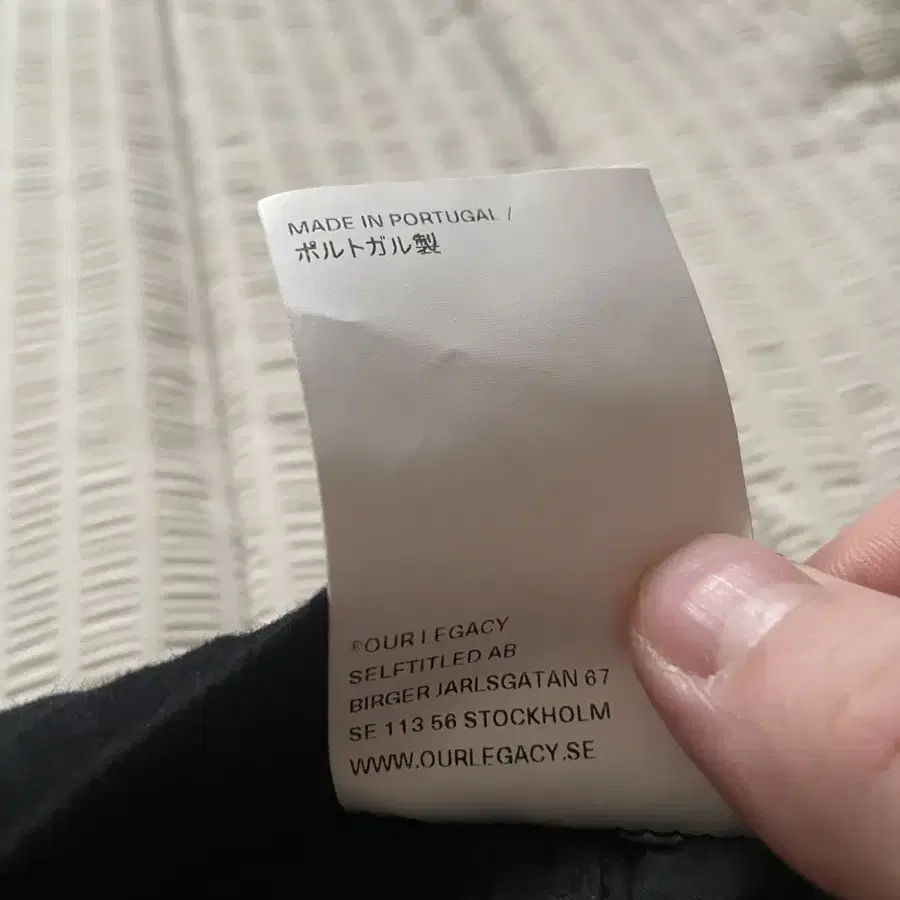 MADE IN PORTUGAL /
ポルトガル製
©OUR LEGACY
SELFTITLED AB
BIRGER JARLSGATAN 67
SE 113 56 STOCKHOLM
WWW.OURLEGACY.SE